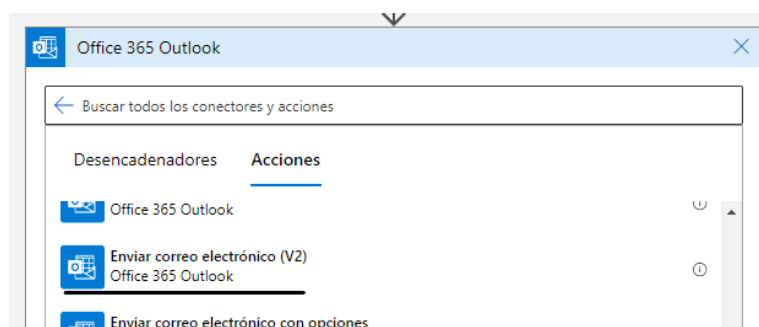 Office 365 Outlook
Buscar todos los conectores y acciones
Desencadenadores Acciones
Office 365 Outlook
Enviar correo electrónico (V2)
Office 365 Outlook
Enviar correo electrónico con opciones